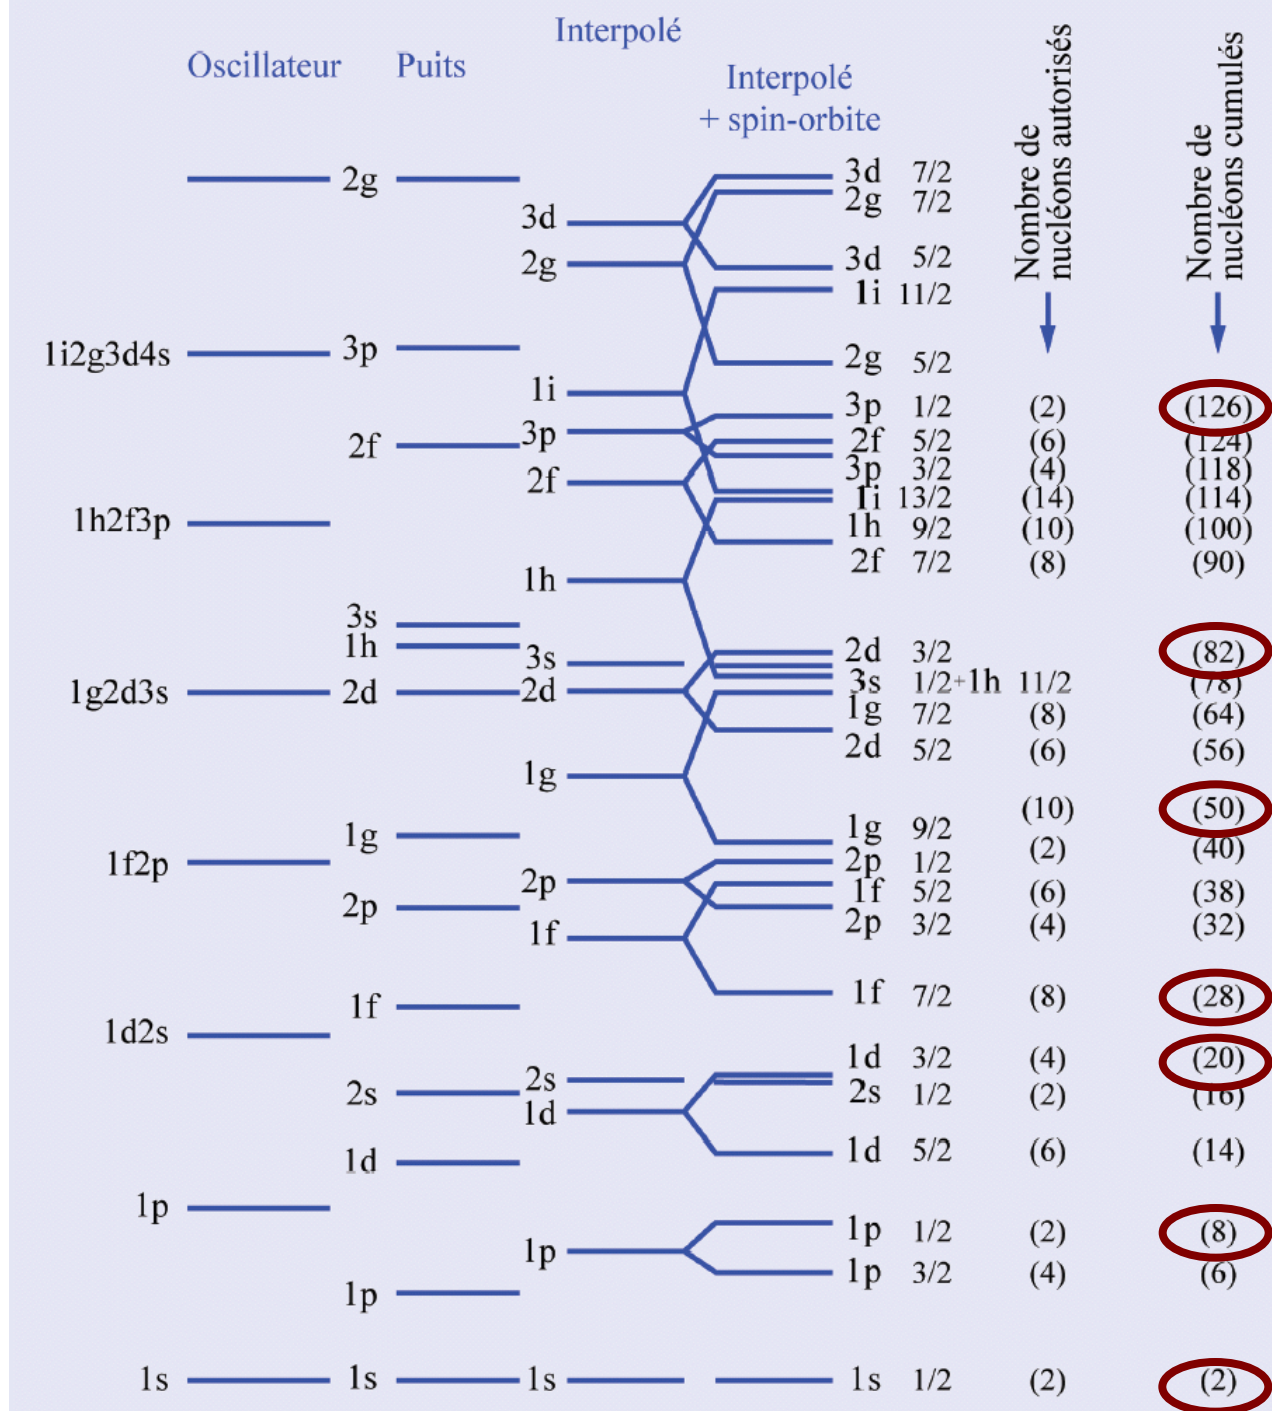 Interpolé
Oscillateur Puits
Interpolé
+ spin-orbite
Nombre de
nucléons autorisés
Nombre de
nucléons cumulés
2g 3d 7/2
2g 7/2
3d
2g 3d 5/2
1i 11/2
1i2g3d4s 3p 2g 5/2
1i 3p 1/2 (2) (126)
2f 3p 2f 5/2 (6) (124)
3p 3/2 (4) (118)
2f 1i 13/2 (14) (114)
1h2f3p 1h 9/2 (10) (100)
2f 7/2 (8) (90)
1h
3s
1h 3s 2d 3/2 (82)
1g2d3s 2d 2d 3s 1/2+1h 11/2 (78)
1g 7/2 (8) (64)
2d 5/2 (6) (56)
1g
(10) (50)
1g 1g 9/2
1f2p 2p 1/2 (2) (40)
2p 1f 5/2 (6) (38)
2p 2p 3/2 (4) (32)
1f
1f 1f 7/2 (8) (28)
1d2s
1d 3/2 (4) (20)
2s 2s 2s 1/2 (2) (16)
1d
1d 1d 5/2 (6) (14)
1p
1p 1p 1/2 (2) (8)
1p 3/2 (4) (6)
1p
1s 1s 1s 1s 1/2 (2) (2)